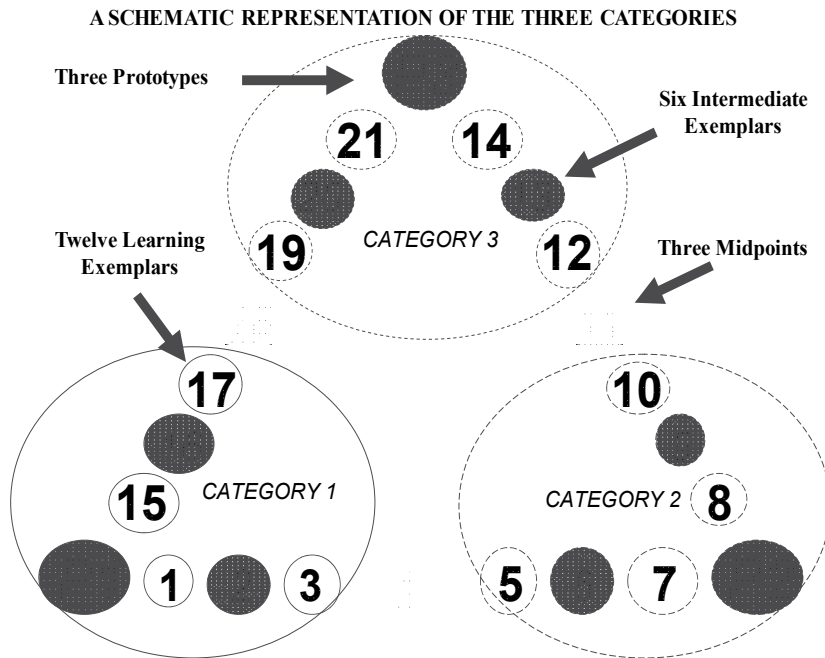 A SCHEMATIC REPRESENTATION OF THE THREE CATEGORIES
Three Prototypes
Six Intermediate
Exemplars
21
14
Twelve Learning
Exemplars
19
CATEGORY 3
12
Three Midpoints
17
10
15
CATEGORY 1
CATEGORY 2
8
1
3
5
7